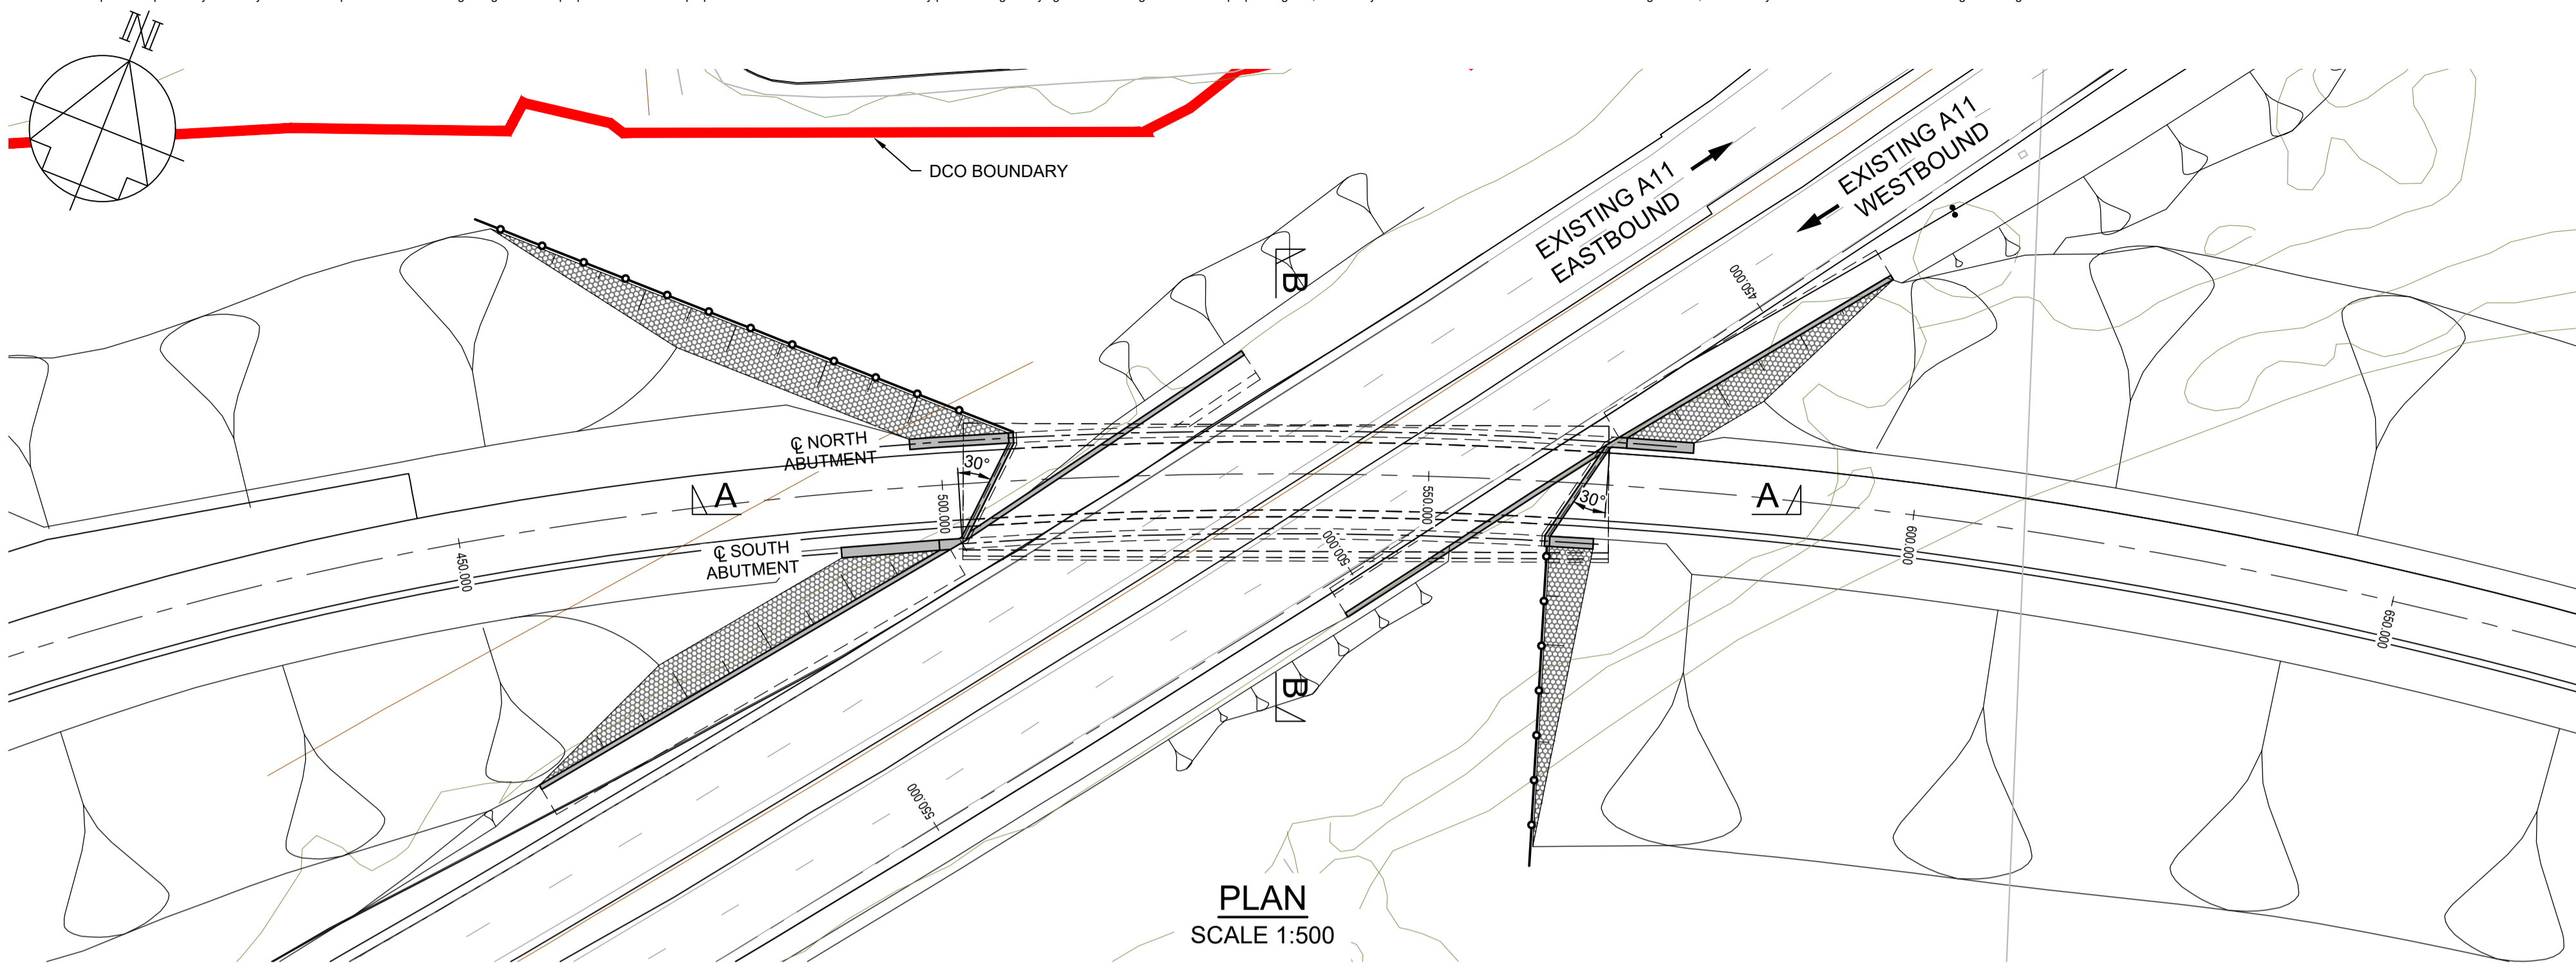 N
DCO BOUNDARY
EXISTING A11
EASTBOUND
EXISTING A11
WESTBOUND
B
450.000
℄ NORTH
ABUTMENT
30°
A
500.000
550.000
30°
A
600.000
℄ SOUTH
ABUTMENT
450.000
500.000
650.000
B
550.000
PLAN
SCALE 1:500